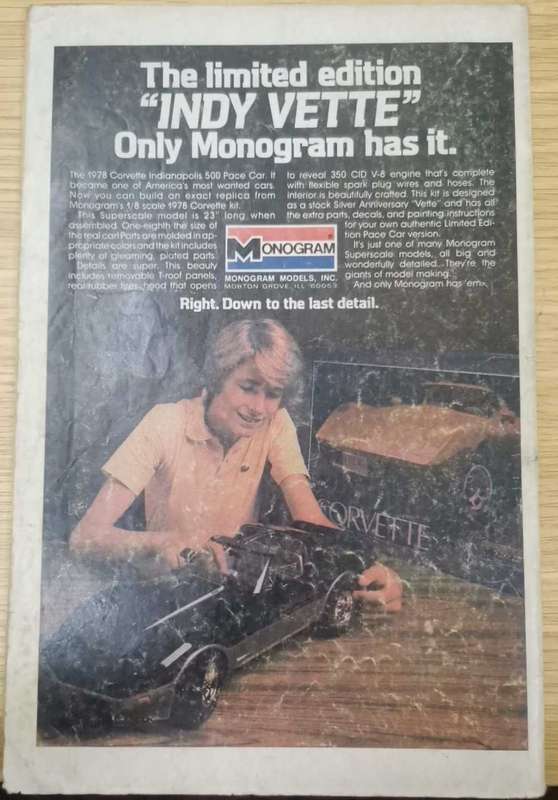 The limited edition
"INDY VETTE"
Only Monogram has it.
The 1978 Corvette Indianapolis 500 Pace Car. It
became one of America's most wanted cars.
Now you can build an exact replica from
Monogram's 1/8 scale 1978 Corvette kit.
This Superscale model is 23" long when
assembled. One-eighth the size of
the real car! Parts are molded in ap-
propriate colors and the kit includes
plenty of gleaming, plated parts.
Details are super. This beauty
includes removable T-roof panels,
real rubber tires, hood that opens
to reveal 350 CID V-8 engine that's complete
with flexible spark plug wires and hoses. The
interior is beautifully crafted. This kit is designed
as a stock Silver Anniversary "Vette" and has all
the extra parts, decals, and painting instructions
for your own authentic Limited Edi-
tion Pace Car version.
It's just one of many Monogram
Superscale models, all big and
wonderfully detailed. They're the
giants of model making.
And only Monogram has 'em.
MONOGRAM
MONOGRAM MODELS, INC.
MORTON GROVE, ILL. 60053
Right. Down to the last detail.
CORVETTE